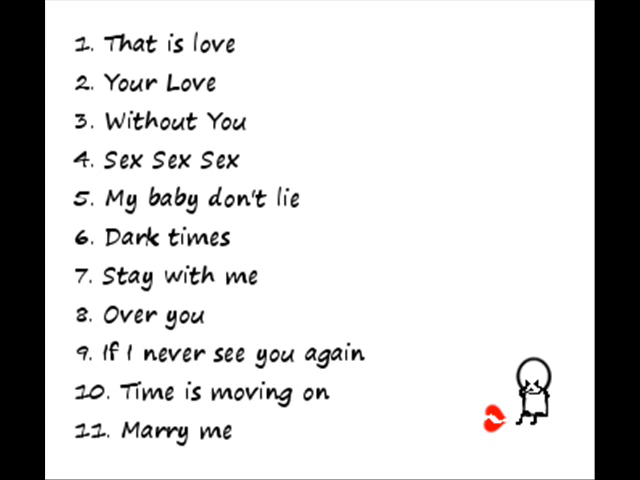 1. That is love
2. Your Love
3. Without You
4. Sex Sex Sex
5. My baby don't lie
6. Dark times
7. Stay with me
8. Over you
9. If I never see you again
10. Time is moving on
11. Marry me